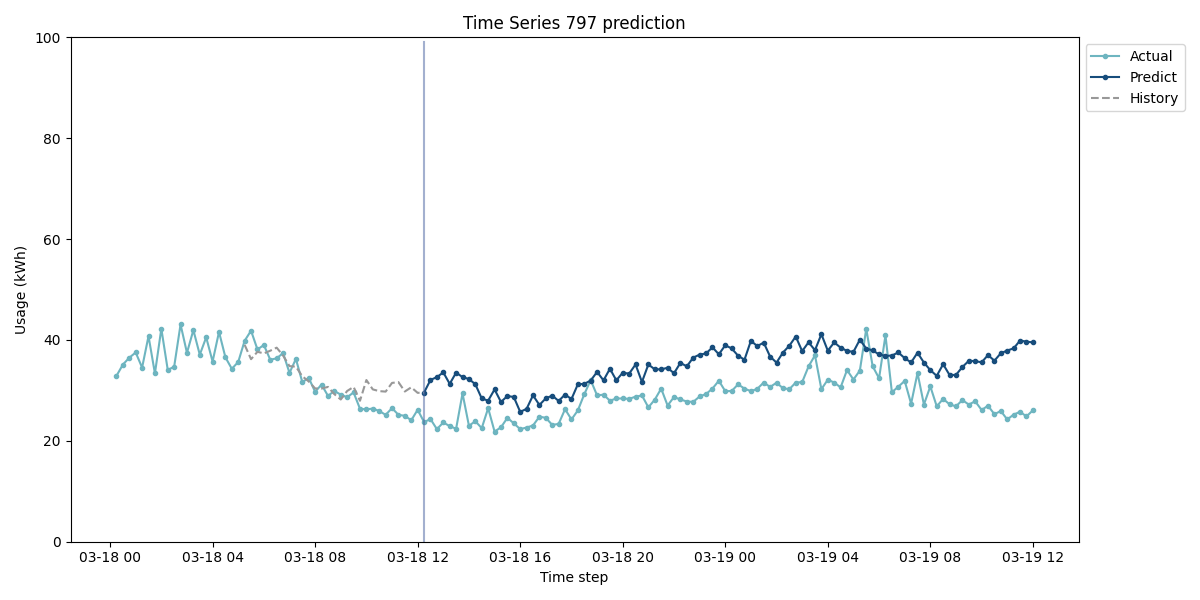 Time Series 797 prediction
100
80
60
40
20
0
Usage (kWh)
03-18 00 03-18 04 03-18 08 03-18 12 03-18 16 03-18 20 03-19 00 03-19 04 03-19 08 03-19 12
Time step
Actual
Predict
History